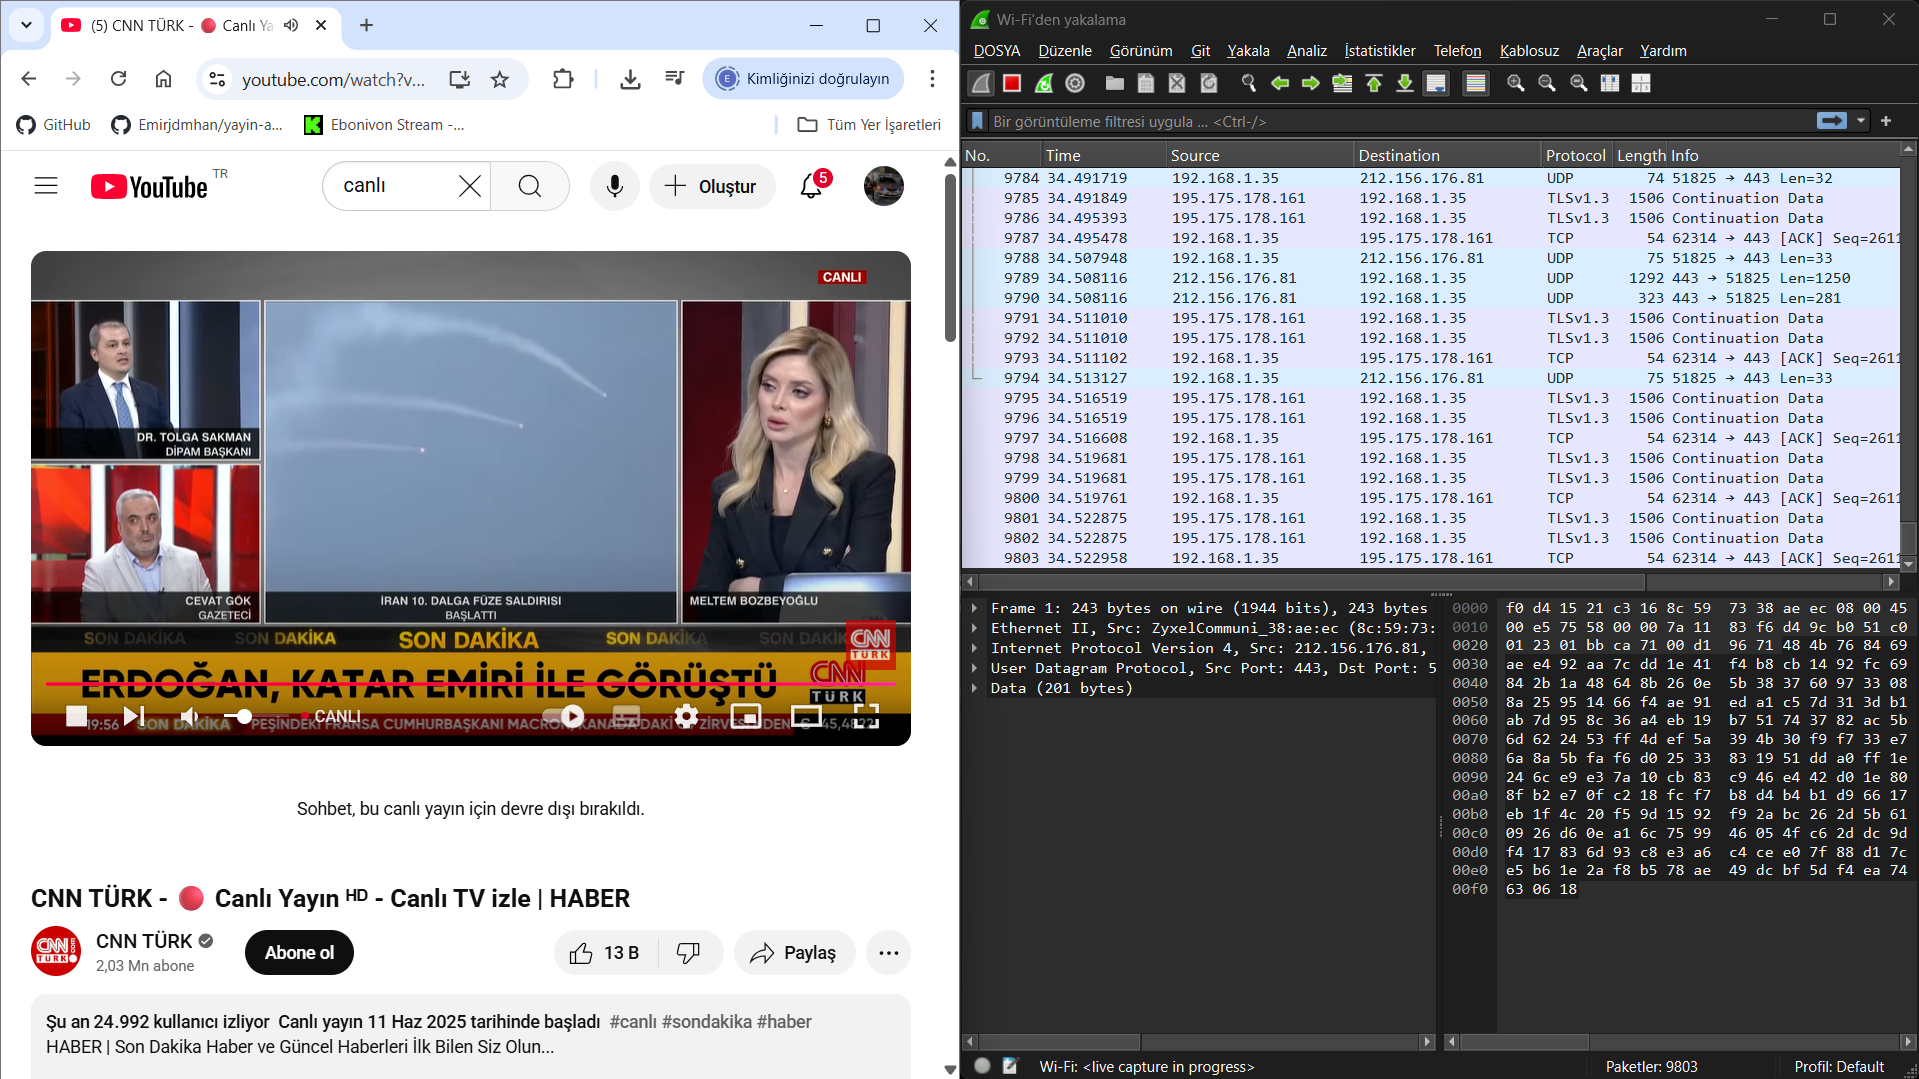 (5) CNN TÜRK - 🔴 Canlı Ya
youtube.com/watch?v...
E
Kimliğinizi doğrulayın
GitHub
Emirjdmhan/yayin-a...
Ebonivon Stream -...
Tüm Yer İşaretleri
YouTube TR
canlı
Oluştur
5
CANLI
DR. TOLGA SAKMAN
DİPAM BAŞKANI
CEVAT GÖK
GAZETECİ
İRAN 10. DALGA FÜZE SALDIRISI
BAŞLATTI
MELTEM BOZBEYOĞLU
SON DAKİKA SON DAKİKA SON DAKİKA SON DAKİKA SON DAKİKA
CNN
TÜRK
ERDOĞAN, KATAR EMİRİ İLE GÖRÜŞTÜ
CNN
TÜRK
CANLI
19:56 SON DAKİKA
Sohbet, bu canlı yayın için devre dışı bırakıldı.
CNN TÜRK - 🔴 Canlı Yayın ᴴᴰ - Canlı TV izle | HABER
CNN TÜRK
2,03 Mn abone
Abone ol
13 B
Paylaş
Şu an 24.992 kullanıcı izliyor Canlı yayın 11 Haz 2025 tarihinde başladı #canlı #sondakika #haber
HABER | Son Dakika Haber ve Güncel Haberleri İlk Bilen Siz Olun...
Wi-Fi'den yakalama
DOSYA Düzenle Görünüm Git Yakala Analiz İstatistikler Telefon Kablosuz Araçlar Yardım
Bir görüntüleme filtresi uygula ... <Ctrl-/>
No. Time Source Destination Protocol Length Info
9784 34.491719 192.168.1.35 212.156.176.81 UDP 74 51825 → 443 Len=32
9785 34.491849 195.175.178.161 192.168.1.35 TLSv1.3 1506 Continuation Data
9786 34.495393 195.175.178.161 192.168.1.35 TLSv1.3 1506 Continuation Data
9787 34.495478 192.168.1.35 195.175.178.161 TCP 54 62314 → 443 [ACK] Seq=2611
9788 34.507948 192.168.1.35 212.156.176.81 UDP 75 51825 → 443 Len=33
9789 34.508116 212.156.176.81 192.168.1.35 UDP 1292 443 → 51825 Len=1250
9790 34.508116 212.156.176.81 192.168.1.35 UDP 323 443 → 51825 Len=281
9791 34.511010 195.175.178.161 192.168.1.35 TLSv1.3 1506 Continuation Data
9792 34.511010 195.175.178.161 192.168.1.35 TLSv1.3 1506 Continuation Data
9793 34.511102 192.168.1.35 195.175.178.161 TCP 54 62314 → 443 [ACK] Seq=2611
9794 34.513127 192.168.1.35 212.156.176.81 UDP 75 51825 → 443 Len=33
9795 34.516519 195.175.178.161 192.168.1.35 TLSv1.3 1506 Continuation Data
9796 34.516519 195.175.178.161 192.168.1.35 TLSv1.3 1506 Continuation Data
9797 34.516608 192.168.1.35 195.175.178.161 TCP 54 62314 → 443 [ACK] Seq=2611
9798 34.519681 195.175.178.161 192.168.1.35 TLSv1.3 1506 Continuation Data
9799 34.519681 195.175.178.161 192.168.1.35 TLSv1.3 1506 Continuation Data
9800 34.519761 192.168.1.35 195.175.178.161 TCP 54 62314 → 443 [ACK] Seq=2611
9801 34.522875 195.175.178.161 192.168.1.35 TLSv1.3 1506 Continuation Data
9802 34.522875 195.175.178.161 192.168.1.35 TLSv1.3 1506 Continuation Data
9803 34.522958 192.168.1.35 195.175.178.161 TCP 54 62314 → 443 [ACK] Seq=2611
Frame 1: 243 bytes on wire (1944 bits), 243 bytes
Ethernet II, Src: ZyxelCommuni_38:ae:ec (8c:59:73:
Internet Protocol Version 4, Src: 212.156.176.81,
User Datagram Protocol, Src Port: 443, Dst Port: 5
Data (201 bytes)
0000 f0 d4 15 21 c3 16 8c 59 73 38 ae ec 08 00 45
0010 00 e5 75 58 00 00 7a 11 83 f6 d4 9c b0 51 c0
0020 01 23 01 bb ca 71 00 d1 96 71 48 4b 76 84 69
0030 ae e4 92 aa 7c dd 1e 41 f4 b8 cb 14 92 fc 69
0040 84 2b 1a 48 64 8b 26 0e 5b 38 37 60 97 33 08
0050 8a 25 95 14 66 f4 ae 91 ed a1 c5 7d 31 3d b1
0060 ab 7d 95 8c 36 a4 eb 19 b7 51 74 37 82 ac 5b
0070 6d 62 24 53 ff 4d ef 5a 39 4b 30 f9 f7 33 e7
0080 6a 8a 5b fa f6 d0 25 33 83 19 51 dd a0 ff 1e
0090 24 6c e9 e3 7a 10 cb 83 c9 46 e4 42 d0 1e 80
00a0 8f b2 e7 0f c2 18 fc f7 b8 d4 b4 b1 d9 66 17
00b0 eb 1f 4c 20 f5 9d 15 92 f9 2a bc 26 2d 5b 61
00c0 09 26 d6 0e a1 6c 75 99 46 05 4f c6 2d dc 9d
00d0 f4 17 83 6d 93 c8 e3 a6 c4 ce e0 7f 88 d1 7c
00e0 e5 b6 1e 2a f8 b5 78 ae 49 dc bf 5d f4 ea 74
00f0 63 06 18
Wi-Fi: <live capture in progress>
Paketler: 9803
Profil: Default